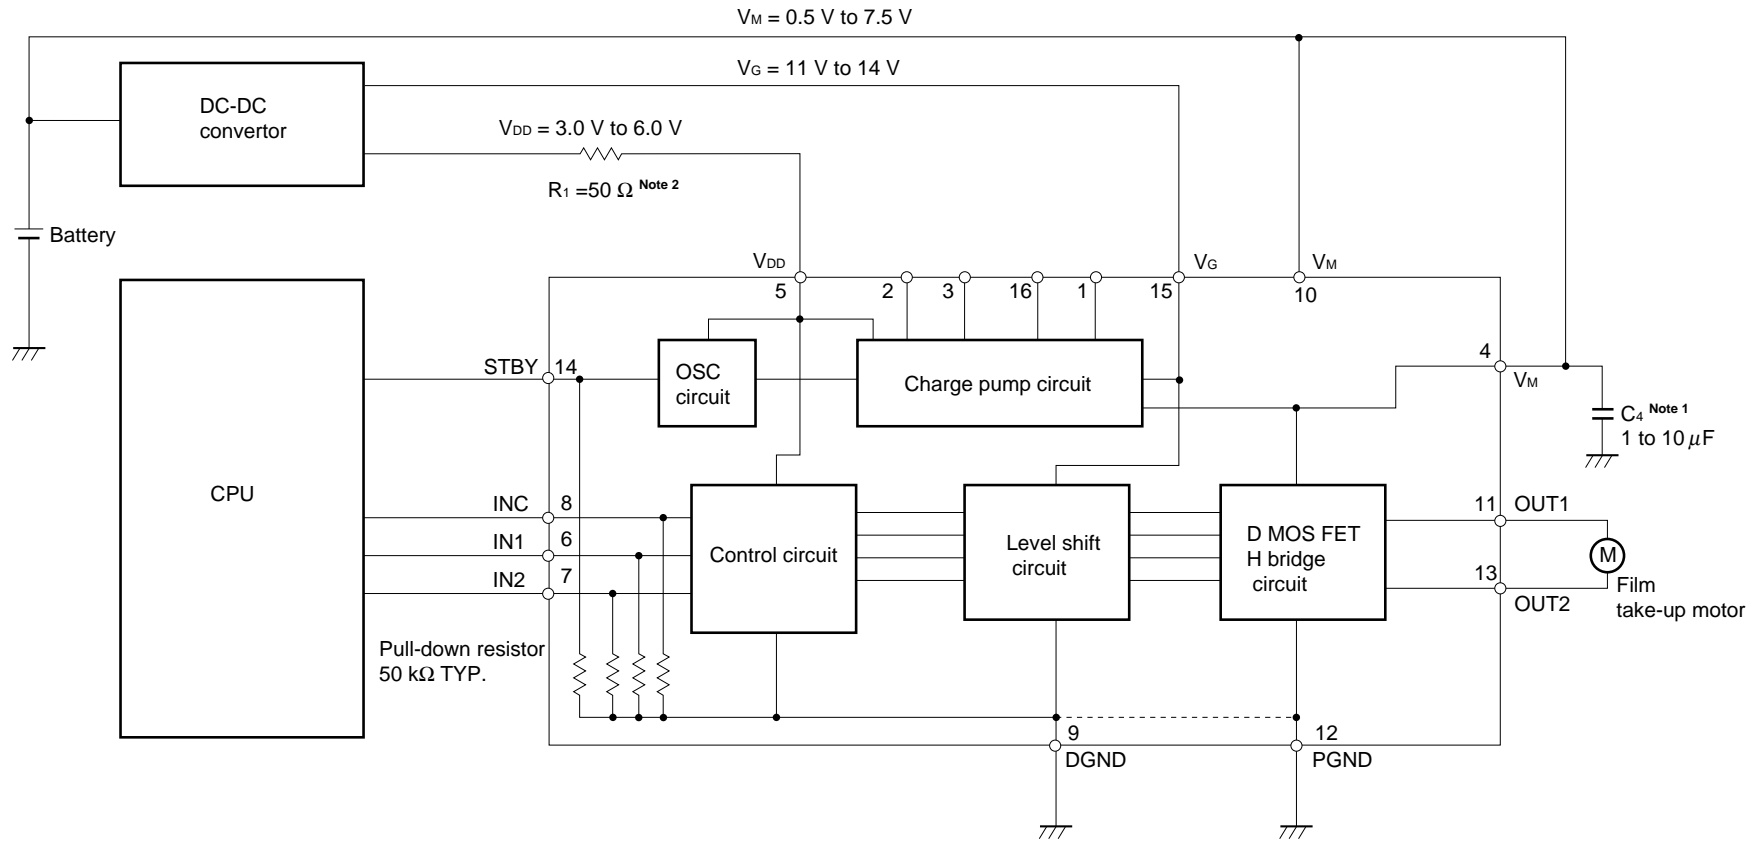 VM = 0.5 V to 7.5 V
VG = 11 V to 14 V
DC-DC
convertor
VDD = 3.0 V to 6.0 V
R1 =50 Ω Note 2
Battery
VDD
5
2
3
16
1
15
VG
10
VM
STBY
14
OSC
circuit
Charge pump circuit
4
VM
C4 Note 1
1 to 10 µF
CPU
INC
8
IN1
6
IN2
7
Control circuit
Level shift
circuit
D MOS FET
H bridge
circuit
11
OUT1
M
13
OUT2
Film
take-up motor
Pull-down resistor
50 kΩ TYP.
9
DGND
12
PGND